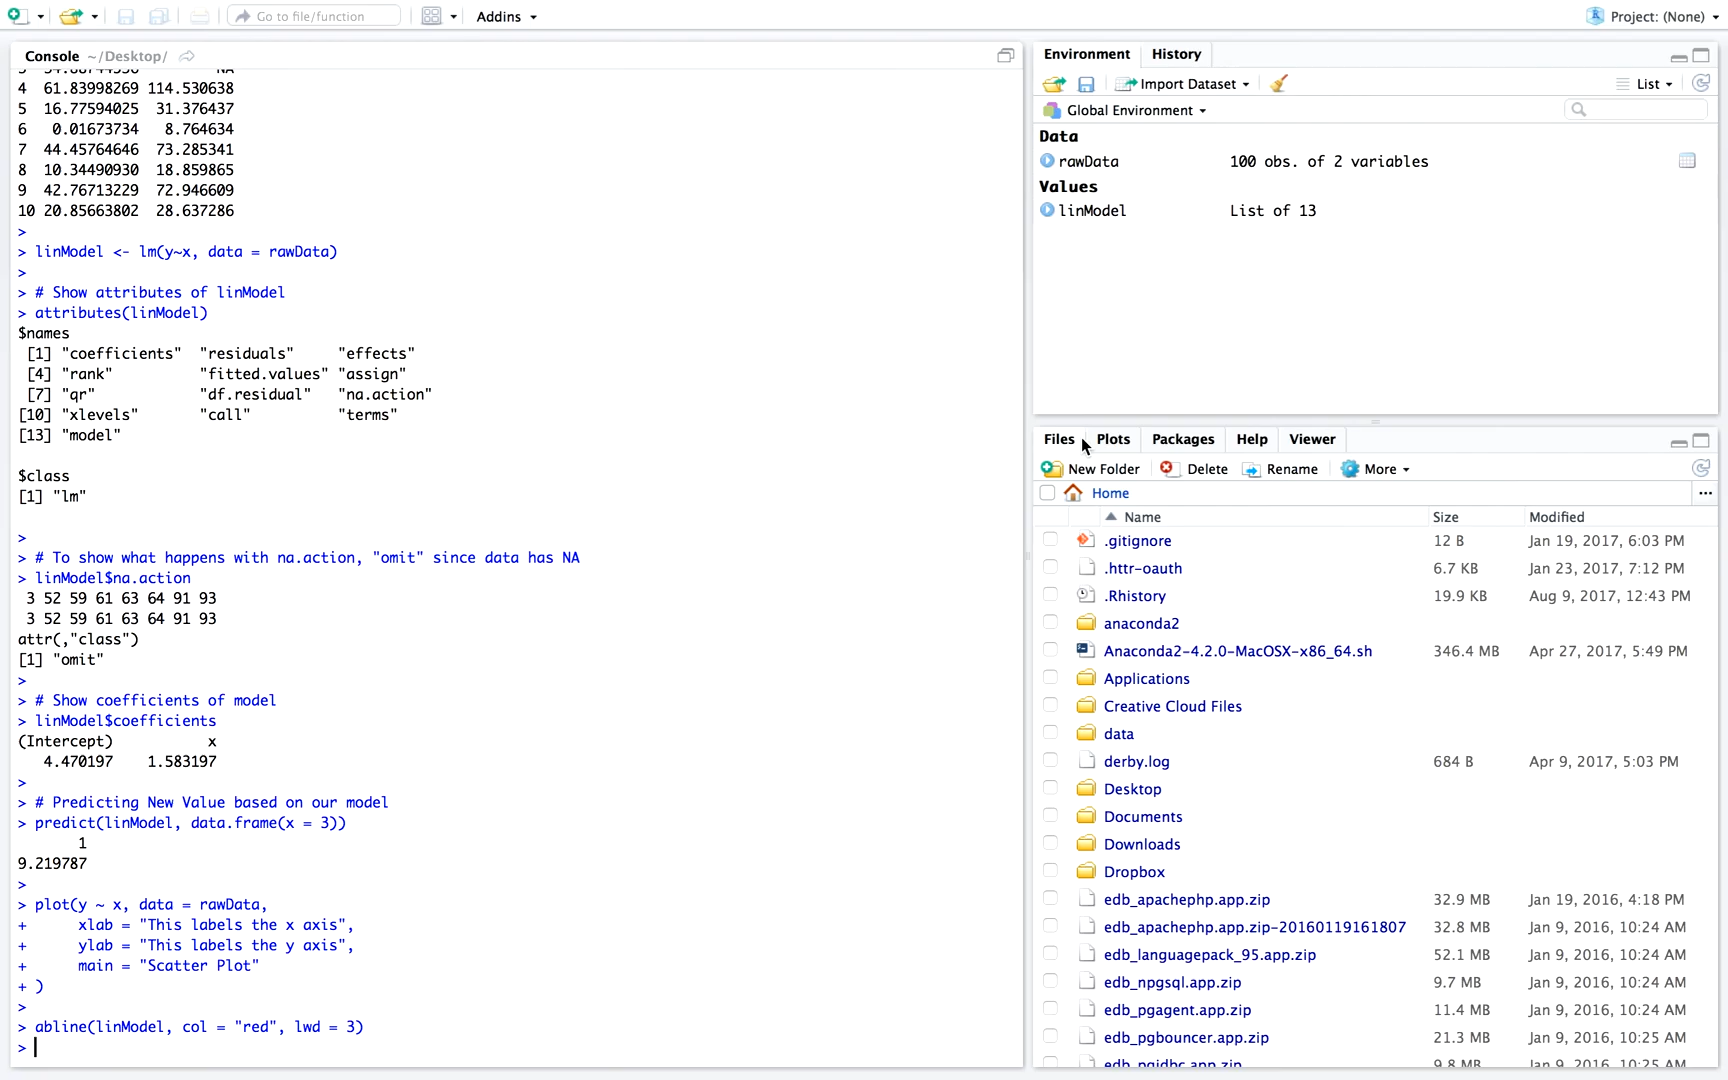 Go to file/function
Addins
Project: (None)
Console ~/Desktop/
4 61.83998269 114.530638
5 16.77594025 31.376437
6 0.01673734 8.764634
7 44.45764646 73.285341
8 10.34490930 18.859865
9 42.76713229 72.946609
10 20.85663802 28.637286
>
> linModel <- lm(y~x, data = rawData)
>
> # Show attributes of linModel
> attributes(linModel)
$names
[1] "coefficients" "residuals" "effects"
[4] "rank" "fitted.values" "assign"
[7] "qr" "df.residual" "na.action"
[10] "xlevels" "call" "terms"
[13] "model"
$class
[1] "lm"
>
> # To show what happens with na.action, "omit" since data has NA
> linModel$na.action
3 52 59 61 63 64 91 93
3 52 59 61 63 64 91 93
attr(,"class")
[1] "omit"
>
> # Show coefficients of model
> linModel$coefficients
(Intercept) x
4.470197 1.583197
>
> # Predicting New Value based on our model
> predict(linModel, data.frame(x = 3))
1
9.219787
>
> plot(y ~ x, data = rawData,
+ xlab = "This labels the x axis",
+ ylab = "This labels the y axis",
+ main = "Scatter Plot"
+ )
>
> abline(linModel, col = "red", lwd = 3)
>
Environment History
Import Dataset List
Global Environment
Data
rawData 100 obs. of 2 variables
Values
linModel List of 13
Files Plots Packages Help Viewer
New Folder Delete Rename More
Home ...
Name Size Modified
.gitignore 12 B Jan 19, 2017, 6:03 PM
.httr-oauth 6.7 KB Jan 23, 2017, 7:12 PM
.Rhistory 19.9 KB Aug 9, 2017, 12:43 PM
anaconda2
Anaconda2-4.2.0-MacOSX-x86_64.sh 346.4 MB Apr 27, 2017, 5:49 PM
Applications
Creative Cloud Files
data
derby.log 684 B Apr 9, 2017, 5:03 PM
Desktop
Documents
Downloads
Dropbox
edb_apachephp.app.zip 32.9 MB Jan 19, 2016, 4:18 PM
edb_apachephp.app.zip-20160119161807 32.8 MB Jan 9, 2016, 10:24 AM
edb_languagepack_95.app.zip 52.1 MB Jan 9, 2016, 10:24 AM
edb_npgsql.app.zip 9.7 MB Jan 9, 2016, 10:24 AM
edb_pgagent.app.zip 11.4 MB Jan 9, 2016, 10:24 AM
edb_pgbouncer.app.zip 21.3 MB Jan 9, 2016, 10:25 AM
edb_pgjdbc.app.zip 9.8 MB Jan 9, 2016, 10:25 AM